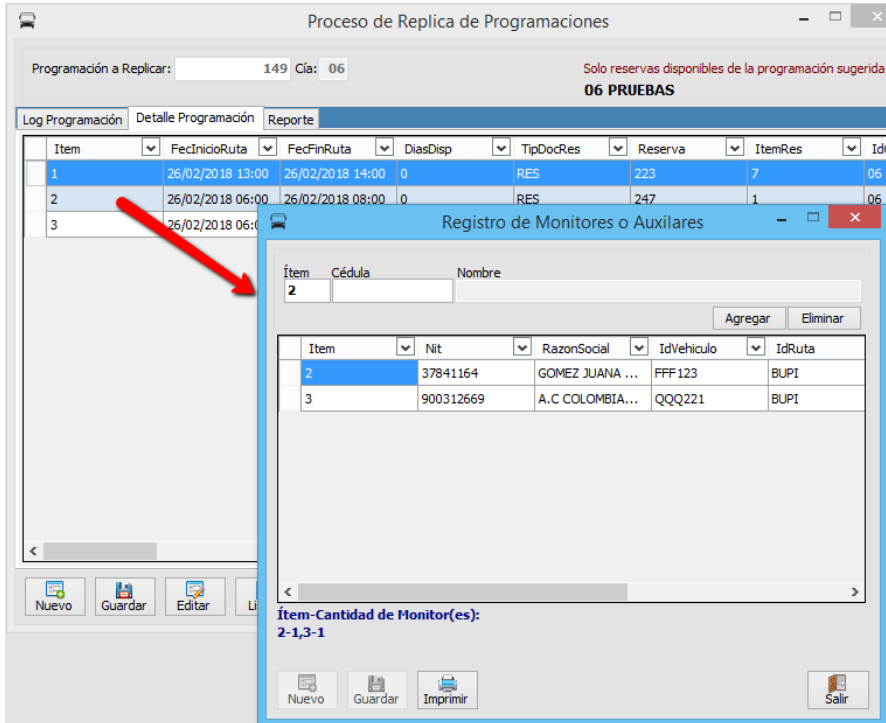 Proceso de Replica de Programaciones
Programación a Replicar: 149 Cía: 06
Solo reservas disponibles de la programación sugerida
06 PRUEBAS
Log Programación Detalle Programación Reporte
Item FecInicioRuta FecFinRuta DiasDisp TipDocRes Reserva ItemRes
1 26/02/2018 13:00 26/02/2018 14:00 0 RES 223 7 06
2 26/02/2018 06:00 26/02/2018 08:00 0 RES 247 1 06
3 26/02/2018
Nuevo Guardar Editar
Registro de Monitores o Auxilares
Ítem Cédula Nombre
2
Agregar Eliminar
Item Nit RazonSocial IdVehiculo IdRuta
2 37841164 GOMEZ JUANA ... FFF123 BUPI
3 900312669 A.C COLOMBIA... QQQ221 BUPI
Ítem-Cantidad de Monitor(es):
2-1,3-1
Nuevo Guardar Imprimir Salir